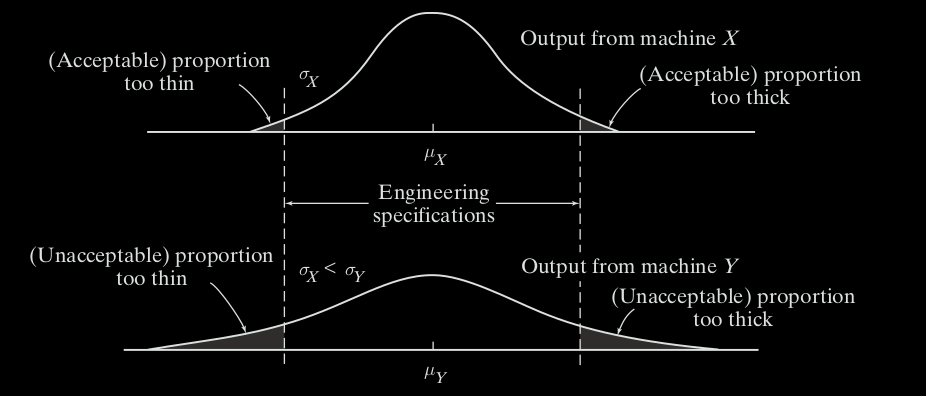 Output from machine X
(Acceptable) proportion
too thin
σX
(Acceptable) proportion
too thick
μX
Engineering
specifications
(Unacceptable) proportion
too thin
σX < σY
Output from machine Y
(Unacceptable) proportion
too thick
μY